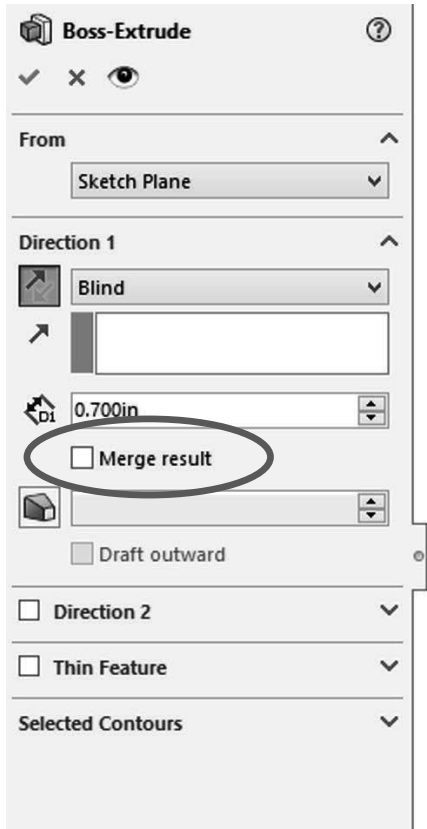 Boss-Extrude
From
Sketch Plane
Direction 1
Blind
D1 0.700in
Merge result
Draft outward
Direction 2
Thin Feature
Selected Contours